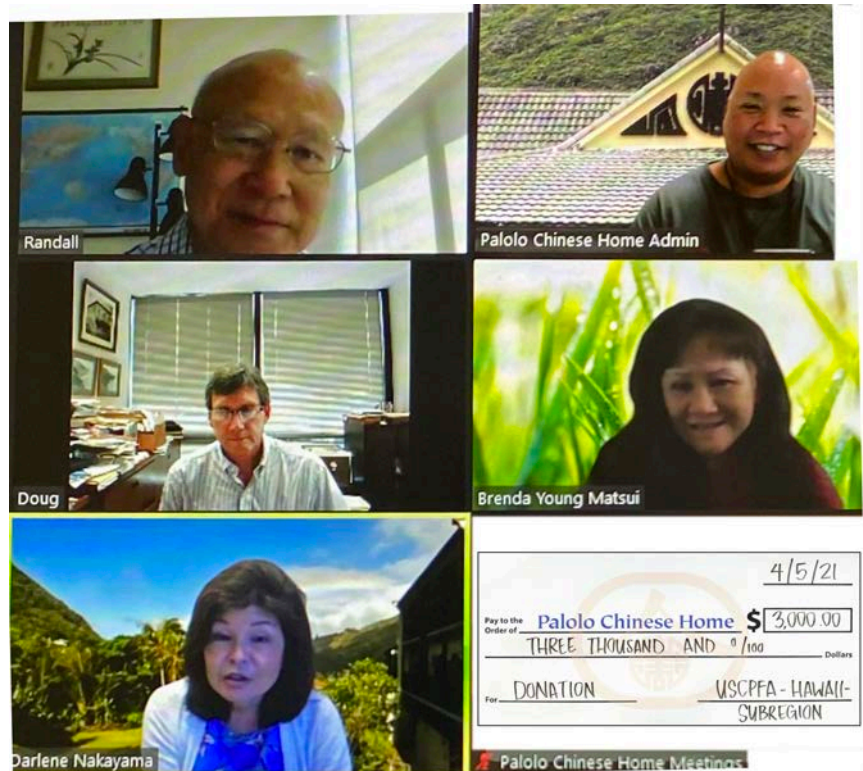 Randall
Palolo Chinese Home Admin
Doug
Brenda Young Matsui
Darlene Nakayama
4/5/21
Pay to the
Order of Palolo Chinese Home $ 3,000.00
THREE THOUSAND AND 0/100 Dollars
For DONATION USCPFA - HAWAII -
SUBREGION
Palolo Chinese Home Meetings